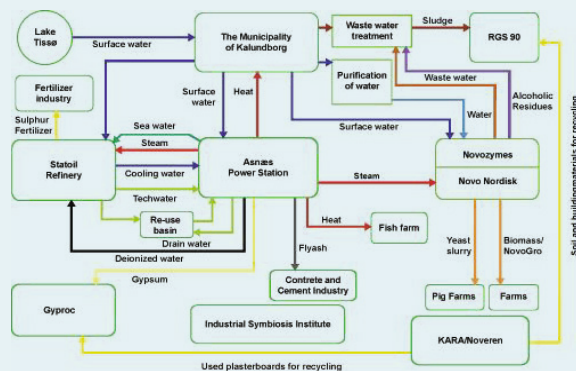 Lake
Tissø
Surface water
The Municipality
of Kalundborg
Waste water
treatment
Sludge
RGS 90
Fertilizer
industry
Sulphur
Fertilizer
Surface
water
Heat
Purification
of water
Waste water
Alcoholic
Residues
Water
Surface water
Sea water
Steam
Statoil
Refinery
Cooling water
Asnæs
Power Station
Techwater
Steam
Novozymes
Novo Nordisk
Re-use
basin
Drain water
Deionized water
Heat
Fish farm
Flyash
Gypsum
Yeast
slurry
Biomass/
NovoGro
Soil and buildingmaterials for recycling
Contrete and
Cement Industry
Pig Farms
Farms
Gyproc
Industrial Symbiosis Institute
KARA/Noveren
Used plasterboards for recycling